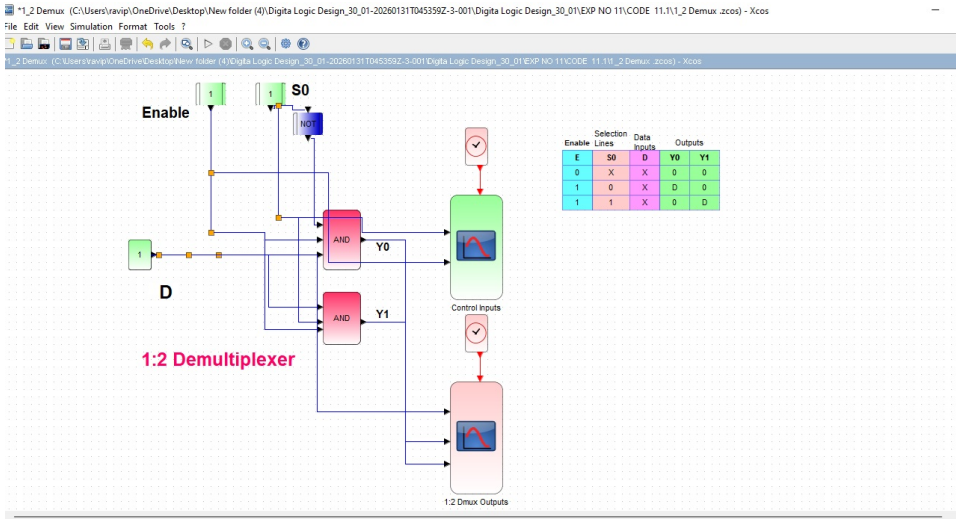 *1_2 Demux (C:\Users\ravip\OneDrive\Desktop\New folder (4)\Digita Logic Design_30_01-20260131T045359Z-3-001\Digita Logic Design_30_01\EXP NO 11\CODE 11.1\1_2 Demux .zcos) - Xcos
File Edit View Simulation Format Tools ?
*1_2 Demux (C:\Users\ravip\OneDrive\Desktop\New folder (4)\Digita Logic Design_30_01-20260131T045359Z-3-001\Digita Logic Design_30_01\EXP NO 11\CODE 11.1\1_2 Demux .zcos) - Xcos
1 1 S0
Enable
NOT
Enable Selection Lines Data Inputs Outputs
E S0 D Y0 Y1
0 X X 0 0
1 0 X D 0
1 1 X 0 D
AND Y0
1
D
Control Inputs
AND Y1
1:2 Demultiplexer
1:2 Dmux Outputs